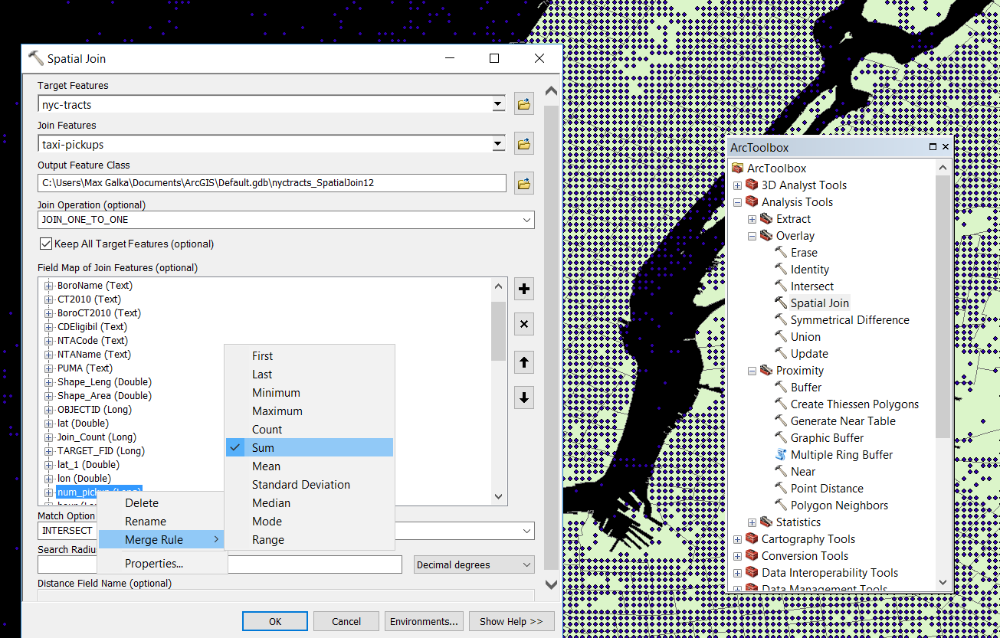 Spatial Join
Target Features
nyc-tracts
Join Features
taxi-pickups
Output Feature Class
C:\Users\Max Galka\Documents\ArcGIS\Default.gdb\nyctracts_SpatialJoin12
Join Operation (optional)
JOIN_ONE_TO_ONE
Keep All Target Features (optional)
Field Map of Join Features (optional)
BoroName (Text)
CT2010 (Text)
BoroCT2010 (Text)
CDEligibil (Text)
NTACode (Text)
NTAName (Text)
PUMA (Text)
Shape_Leng (Double)
Shape_Area (Double)
OBJECTID (Long)
lat (Double)
Join_Count (Long)
TARGET_FID (Long)
lat_1 (Double)
lon (Double)
Delete
Rename
Merge Rule
Properties...
First
Last
Minimum
Maximum
Count
Sum
Mean
Standard Deviation
Median
Mode
Range
Match Option
INTERSECT
Search
Decimal degrees
Distance Field Name (optional)
OK
Cancel
Environments...
Show Help >>
ArcToolbox
ArcToolbox
3D Analyst Tools
Analysis Tools
Extract
Overlay
Erase
Identity
Intersect
Spatial Join
Symmetrical Difference
Union
Update
Proximity
Buffer
Create Thiessen Polygons
Generate Near Table
Graphic Buffer
Multiple Ring Buffer
Near
Point Distance
Polygon Neighbors
Statistics
Cartography Tools
Conversion Tools
Data Interoperability Tools
Data Management Tools